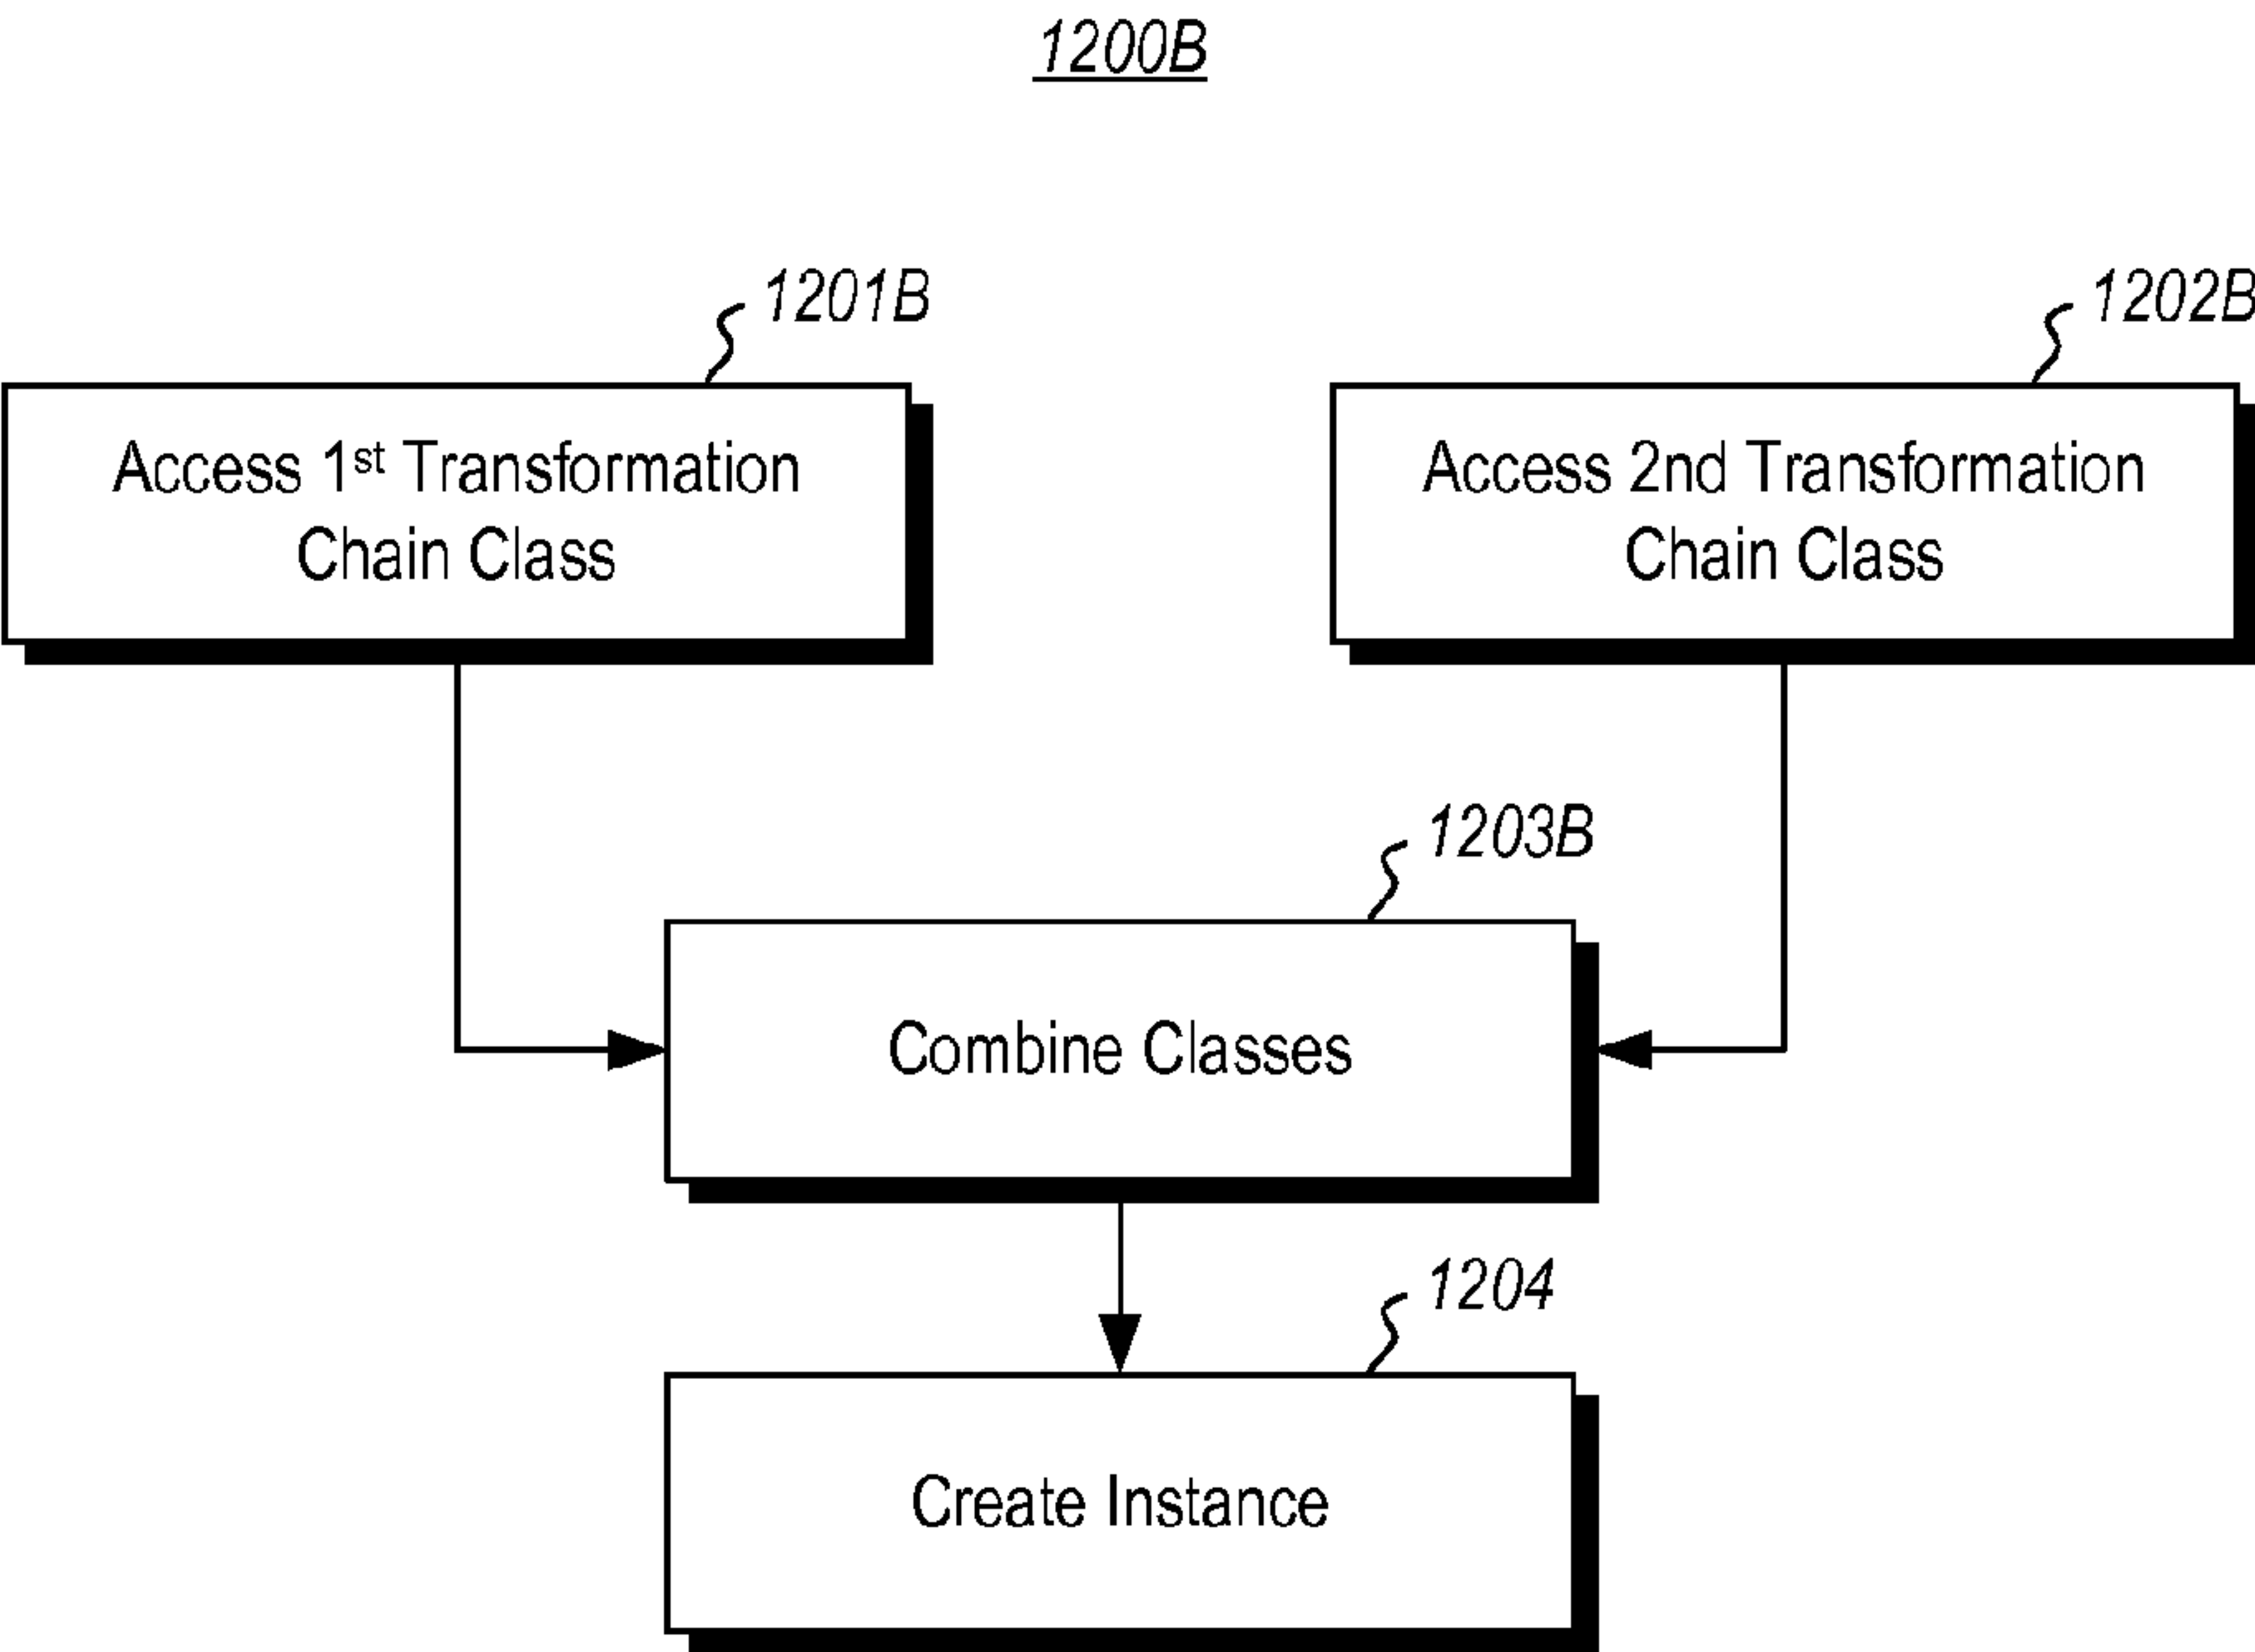 1200B
1201B
1202B
Access 1st Transformation
Chain Class
Access 2nd Transformation
Chain Class
1203B
Combine Classes
1204
Create Instance